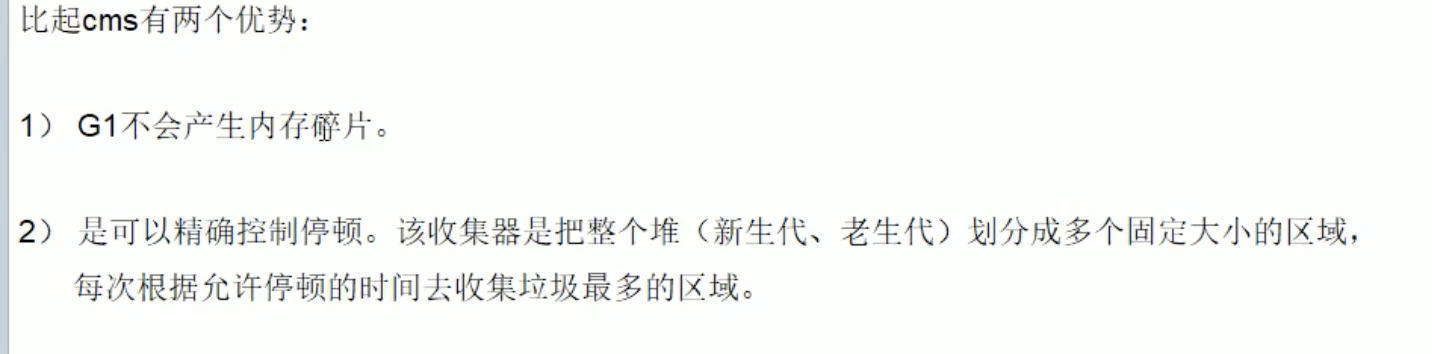 比起cms有两个优势：
1） G1不会产生内存碎片。
2） 是可以精确控制停顿。该收集器是把整个堆（新生代、老生代）划分成多个固定大小的区域，
每次根据允许停顿的时间去收集垃圾最多的区域。